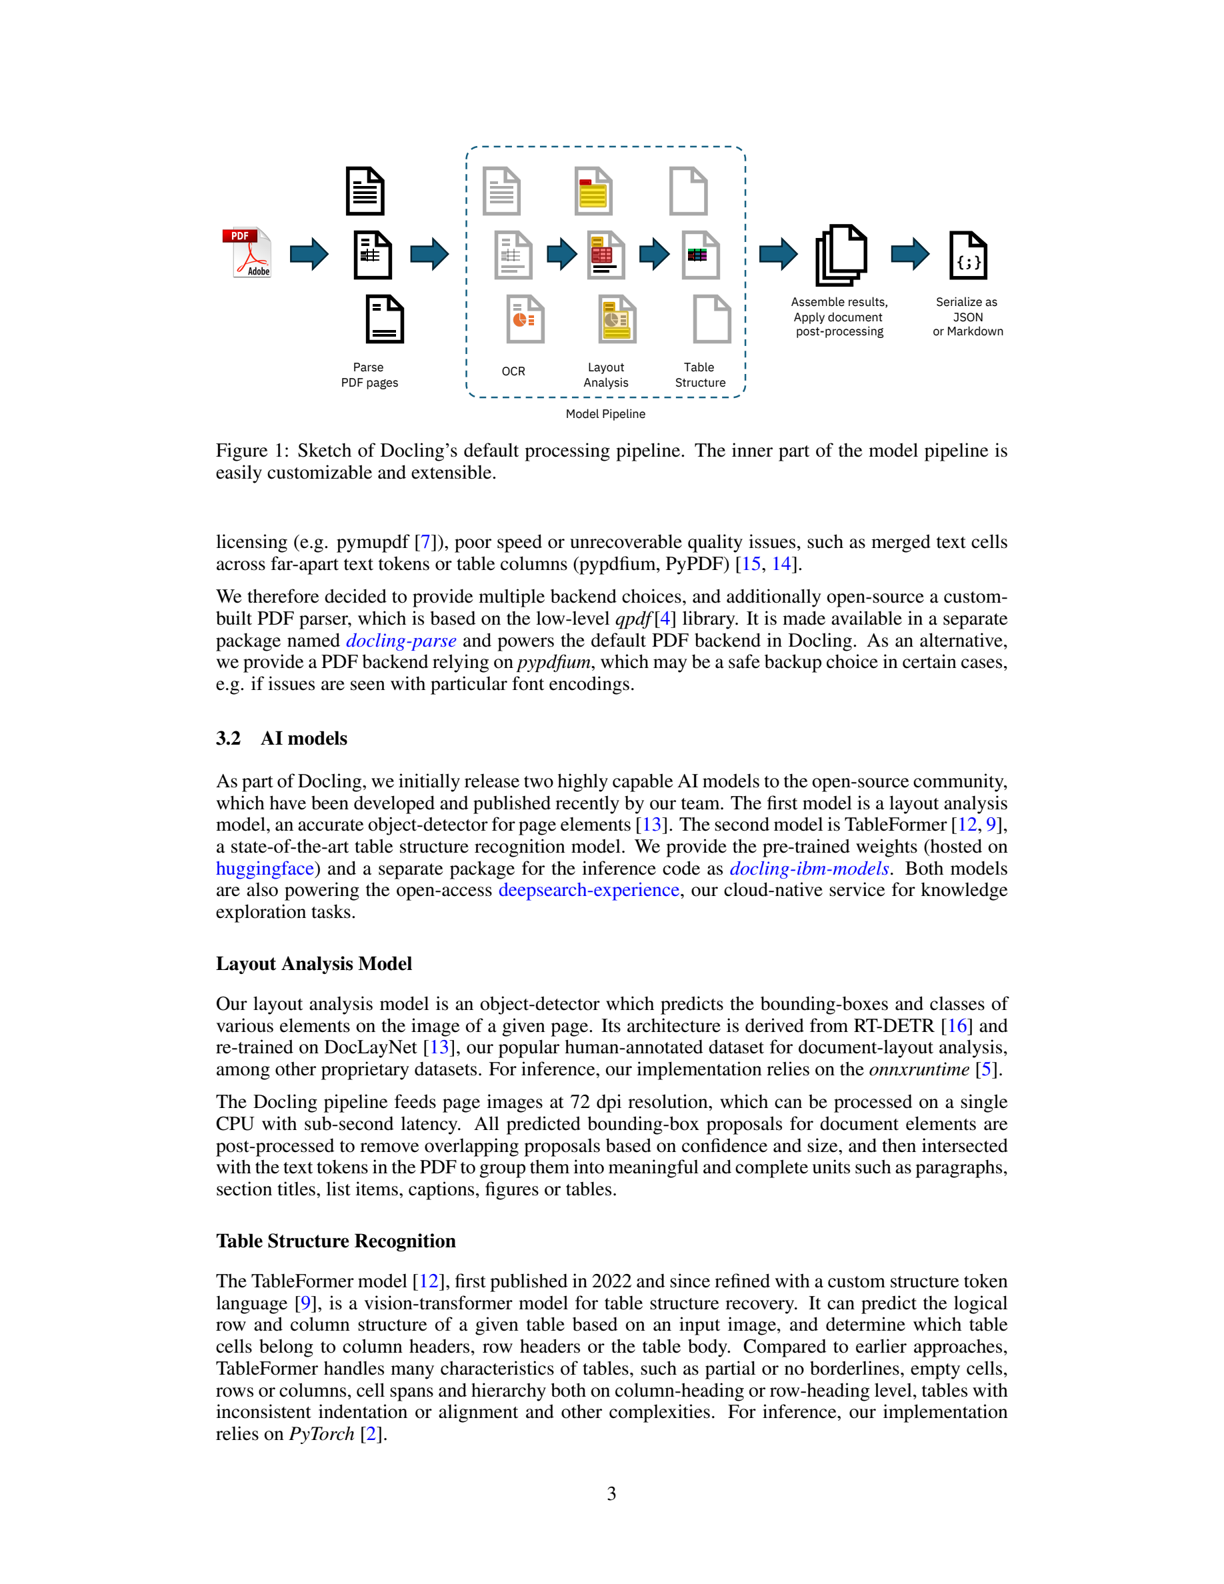 PDF
Adobe
Parse
PDF pages
OCR
Layout
Analysis
Table
Structure
Model Pipeline
Assemble results,
Apply document
post-processing
{;}
Serialize as
JSON
or Markdown
Figure 1: Sketch of Docling’s default processing pipeline. The inner part of the model pipeline is
easily customizable and extensible.
licensing (e.g. pymupdf [7]), poor speed or unrecoverable quality issues, such as merged text cells
across far-apart text tokens or table columns (pypdfium, PyPDF) [15, 14].
We therefore decided to provide multiple backend choices, and additionally open-source a custom-
built PDF parser, which is based on the low-level qpdf[4] library. It is made available in a separate
package named docling-parse and powers the default PDF backend in Docling. As an alternative,
we provide a PDF backend relying on pypdfium, which may be a safe backup choice in certain cases,
e.g. if issues are seen with particular font encodings.
3.2 AI models
As part of Docling, we initially release two highly capable AI models to the open-source community,
which have been developed and published recently by our team. The first model is a layout analysis
model, an accurate object-detector for page elements [13]. The second model is TableFormer [12, 9],
a state-of-the-art table structure recognition model. We provide the pre-trained weights (hosted on
huggingface) and a separate package for the inference code as docling-ibm-models. Both models
are also powering the open-access deepsearch-experience, our cloud-native service for knowledge
exploration tasks.
Layout Analysis Model
Our layout analysis model is an object-detector which predicts the bounding-boxes and classes of
various elements on the image of a given page. Its architecture is derived from RT-DETR [16] and
re-trained on DocLayNet [13], our popular human-annotated dataset for document-layout analysis,
among other proprietary datasets. For inference, our implementation relies on the onnxruntime [5].
The Docling pipeline feeds page images at 72 dpi resolution, which can be processed on a single
CPU with sub-second latency. All predicted bounding-box proposals for document elements are
post-processed to remove overlapping proposals based on confidence and size, and then intersected
with the text tokens in the PDF to group them into meaningful and complete units such as paragraphs,
section titles, list items, captions, figures or tables.
Table Structure Recognition
The TableFormer model [12], first published in 2022 and since refined with a custom structure token
language [9], is a vision-transformer model for table structure recovery. It can predict the logical
row and column structure of a given table based on an input image, and determine which table
cells belong to column headers, row headers or the table body. Compared to earlier approaches,
TableFormer handles many characteristics of tables, such as partial or no borderlines, empty cells,
rows or columns, cell spans and hierarchy both on column-heading or row-heading level, tables with
inconsistent indentation or alignment and other complexities. For inference, our implementation
relies on PyTorch [2].
3